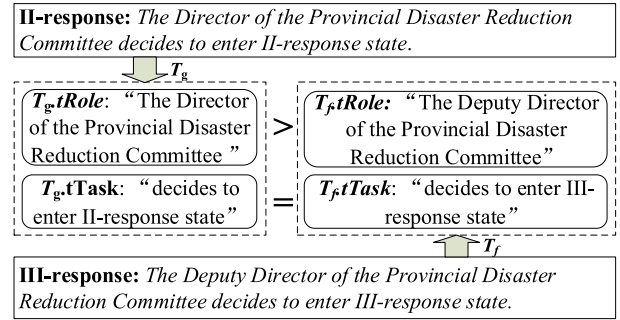 II-response: The Director of the Provincial Disaster Reduction
Committee decides to enter II-response state.
Tg
Tg.tRole: “The Director
of the Provincial Disaster
Reduction Committee”
>
Tf.tRole: “The Deputy Director
of the Provincial Disaster
Reduction Committee”
Tg.tTask: “decides to
enter II-response state”
=
Tf.tTask: “decides to enter III-
response state”
Tf
III-response: The Deputy Director of the Provincial Disaster
Reduction Committee decides to enter III-response state.